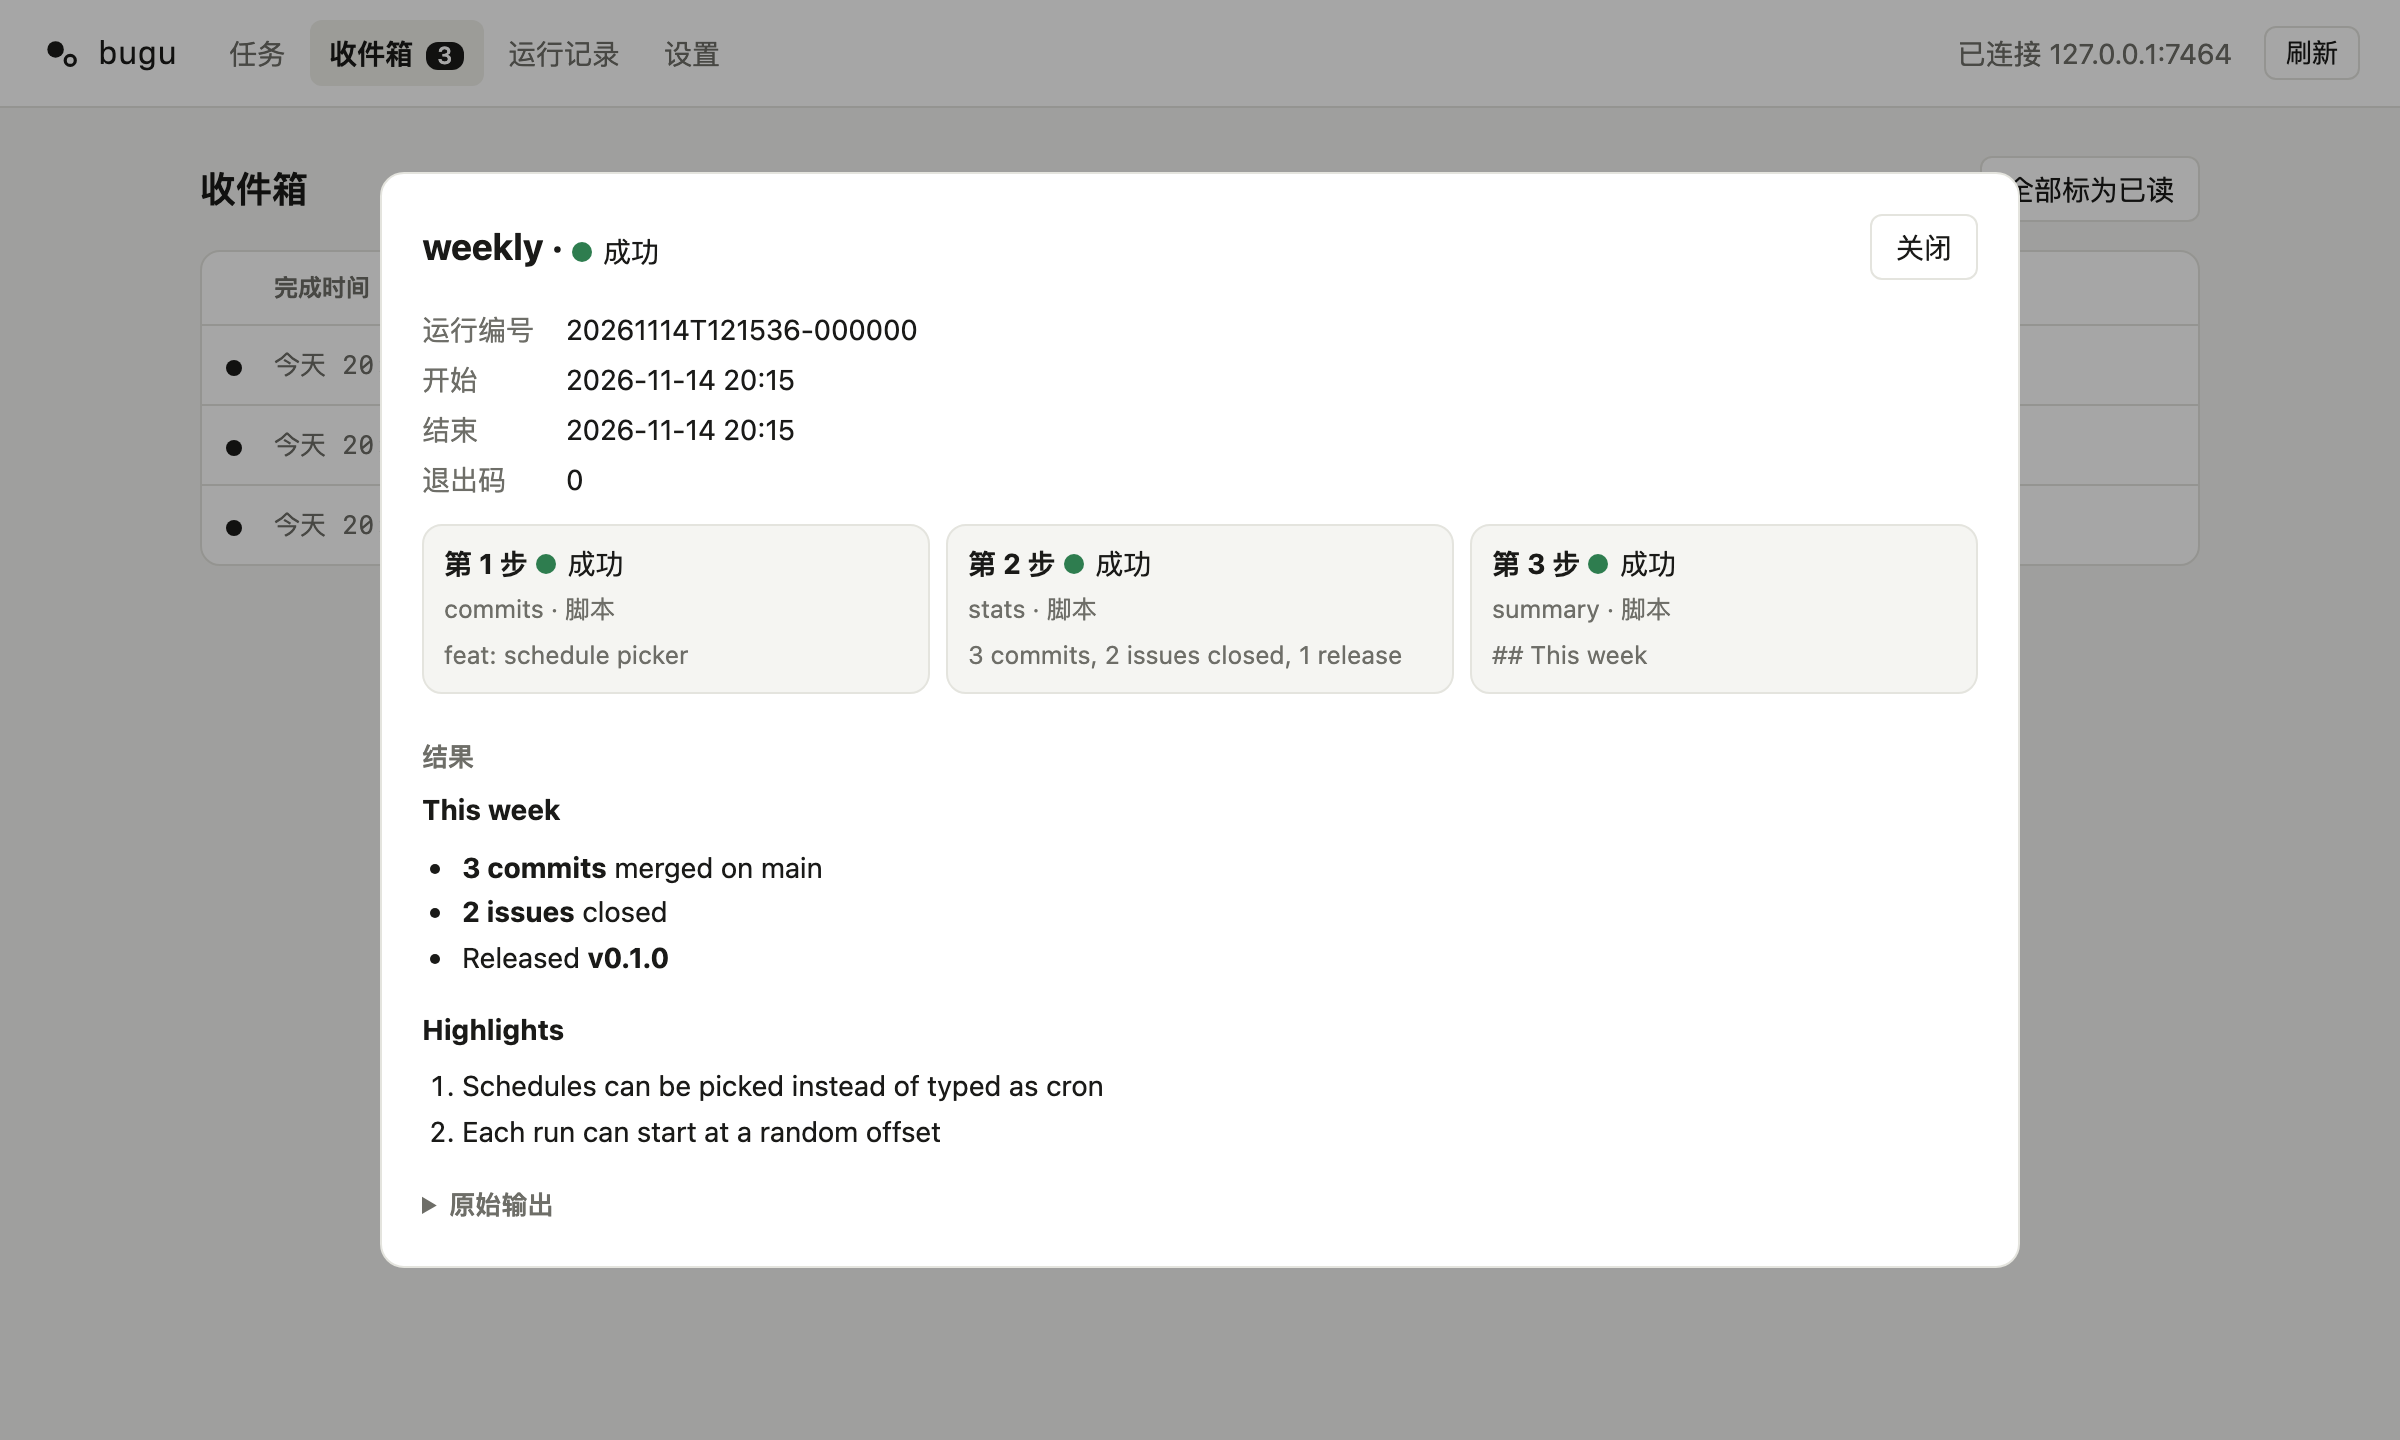 bugu 任务 收件箱 3 运行记录 设置 已连接 127.0.0.1:7464 刷新
收件箱 全部标为已读
完成时间
今天 20
今天 20
今天 20
weekly · 成功 关闭
运行编号 20261114T121536-000000
开始 2026-11-14 20:15
结束 2026-11-14 20:15
退出码 0
第 1 步 成功
commits · 脚本
feat: schedule picker
第 2 步 成功
stats · 脚本
3 commits, 2 issues closed, 1 release
第 3 步 成功
summary · 脚本
## This week
结果
This week
• 3 commits merged on main
• 2 issues closed
• Released v0.1.0
Highlights
1. Schedules can be picked instead of typed as cron
2. Each run can start at a random offset
▶ 原始输出